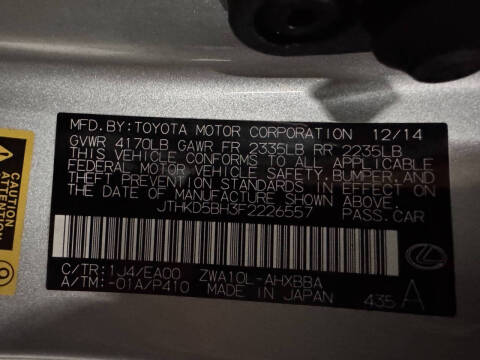 MFD.BY:TOYOTA MOTOR CORPORATION 12/14
GVWR 4170LB GAWR FR 2335LB RR 2235LB
THIS VEHICLE CONFORMS TO ALL APPLICABLE
FEDERAL MOTOR VEHICLE SAFETY,BUMPER,AND
THEFT PREVENTION STANDARDS IN EFFECT ON
THE DATE OF MANUFACTURE SHOWN ABOVE.
JTHKD5BH3F2226557 PASS.CAR
C/TR:1J4/EA00 ZWA10L-AHXBBA
A/TM:-01A/P410 MADE IN JAPAN 435 A
CAUTION
ATTENTION